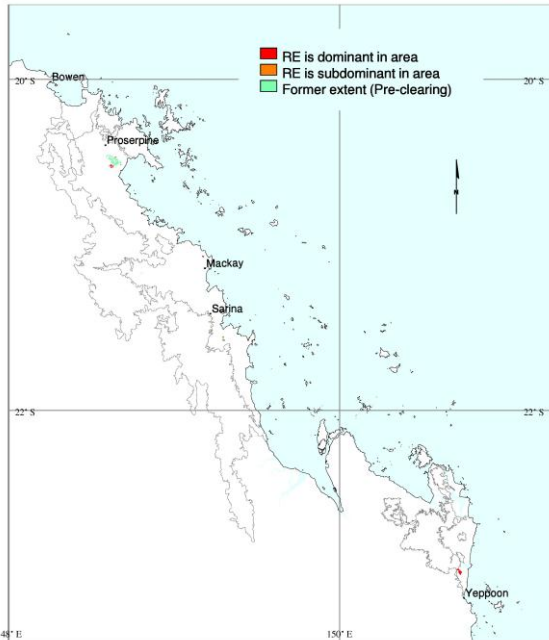 RE is dominant in area
RE is subdominant in area
Former extent (Pre-clearing)
20° S
Bowen
20° S
Proserpine
N
Mackay
Sarina
22° S
22° S
Yeppoon
48° E
150° E